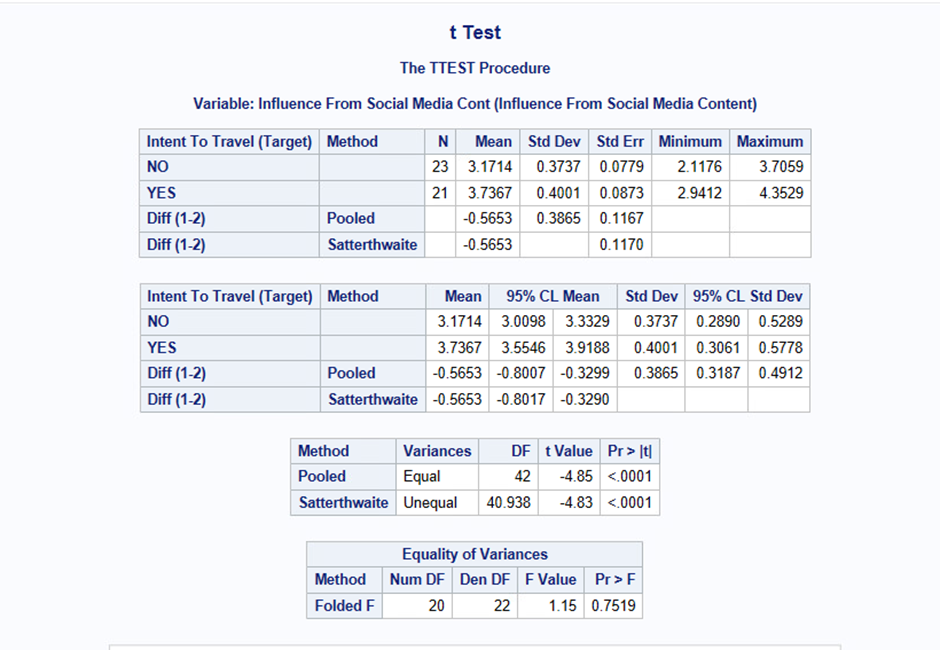 t Test
The TTEST Procedure
Variable: Influence From Social Media Cont (Influence From Social Media Content)
Intent To Travel (Target) Method N Mean Std Dev Std Err Minimum Maximum
NO 23 3.1714 0.3737 0.0779 2.1176 3.7059
YES 21 3.7367 0.4001 0.0873 2.9412 4.3529
Diff (1-2) Pooled -0.5653 0.3865 0.1167
Diff (1-2) Satterthwaite -0.5653 0.1170
Intent To Travel (Target) Method Mean 95% CL Mean Std Dev 95% CL Std Dev
NO 3.1714 3.0098 3.3329 0.3737 0.2890 0.5289
YES 3.7367 3.5546 3.9188 0.4001 0.3061 0.5778
Diff (1-2) Pooled -0.5653 -0.8007 -0.3299 0.3865 0.3187 0.4912
Diff (1-2) Satterthwaite -0.5653 -0.8017 -0.3290
Method Variances DF t Value Pr > |t|
Pooled Equal 42 -4.85 <.0001
Satterthwaite Unequal 40.938 -4.83 <.0001
Equality of Variances
Method Num DF Den DF F Value Pr > F
Folded F 20 22 1.15 0.7519